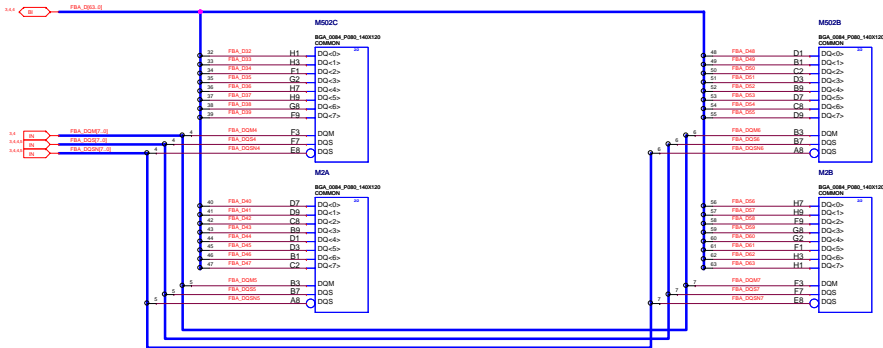 FBA_D[63..0]
BI
M502C
BGA_0084_P080_140X120
COMMON
32 FBA_D32 H1 DQ<0>
33 FBA_D33 H3 DQ<1>
34 FBA_D34 F1 DQ<2>
35 FBA_D35 G2 DQ<3>
36 FBA_D36 H7 DQ<4>
37 FBA_D37 H9 DQ<5>
38 FBA_D38 G8 DQ<6>
39 FBA_D39 F9 DQ<7>
IN FBA_DQM[7..0]
IN FBA_DQS[7..0]
IN FBA_DQSN[7..0]
4 FBA_DQM4 F3 DQM
4 FBA_DQS4 F7 DQS
4 FBA_DQSN4 E8 DQS
M2A
BGA_0084_P080_140X120
COMMON
40 FBA_D40 D7 DQ<0>
41 FBA_D41 D9 DQ<1>
42 FBA_D42 C8 DQ<2>
43 FBA_D43 B9 DQ<3>
44 FBA_D44 D1 DQ<4>
45 FBA_D45 D3 DQ<5>
46 FBA_D46 B1 DQ<6>
47 FBA_D47 C2 DQ<7>
5 FBA_DQM5 B3 DQM
5 FBA_DQS5 B7 DQS
5 FBA_DQSN5 A8 DQS
M502B
BGA_0084_P080_140X120
COMMON
48 FBA_D48 D1 DQ<0>
49 FBA_D49 B1 DQ<1>
50 FBA_D50 C2 DQ<2>
51 FBA_D51 D3 DQ<3>
52 FBA_D52 B9 DQ<4>
53 FBA_D53 D7 DQ<5>
54 FBA_D54 C8 DQ<6>
55 FBA_D55 D9 DQ<7>
6 FBA_DQM6 B3 DQM
6 FBA_DQS6 B7 DQS
6 FBA_DQSN6 A8 DQS
M2B
BGA_0084_P080_140X120
COMMON
56 FBA_D56 H7 DQ<0>
57 FBA_D57 H9 DQ<1>
58 FBA_D58 F9 DQ<2>
59 FBA_D59 G8 DQ<3>
60 FBA_D60 G2 DQ<4>
61 FBA_D61 F1 DQ<5>
62 FBA_D62 H3 DQ<6>
63 FBA_D63 H1 DQ<7>
7 FBA_DQM7 F3 DQM
7 FBA_DQS7 F7 DQS
7 FBA_DQSN7 E8 DQS